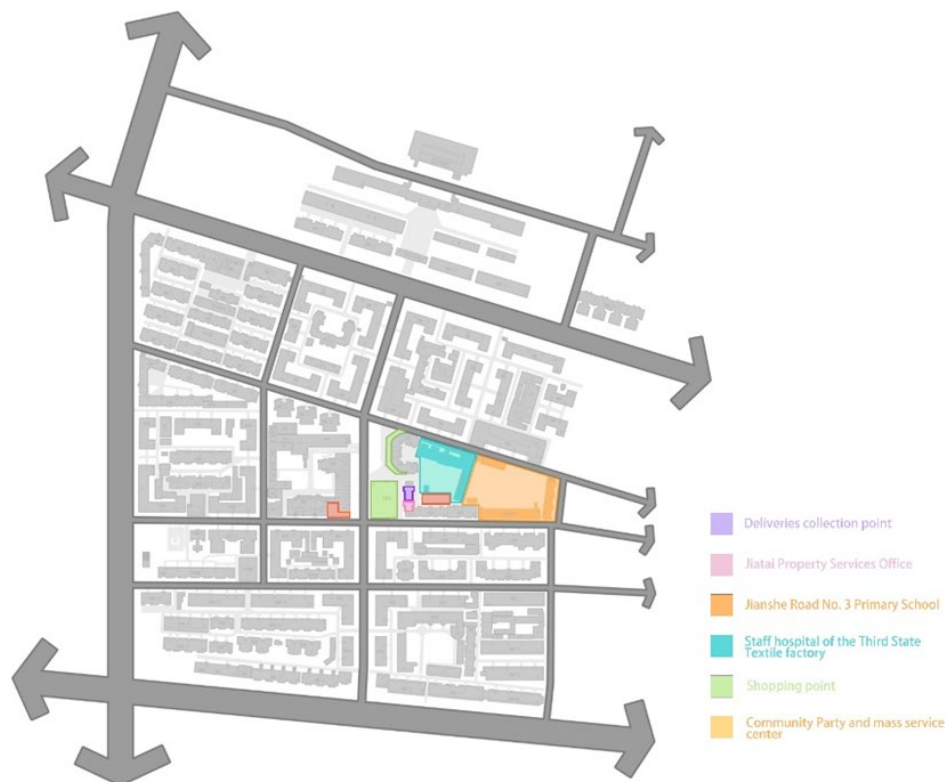 Deliveries collection point
Jiatai Property Services Office
Jianshe Road No. 3 Primary School
Staff hospital of the Third State
Textile factory
Shopping point
Community Party and mass service
center